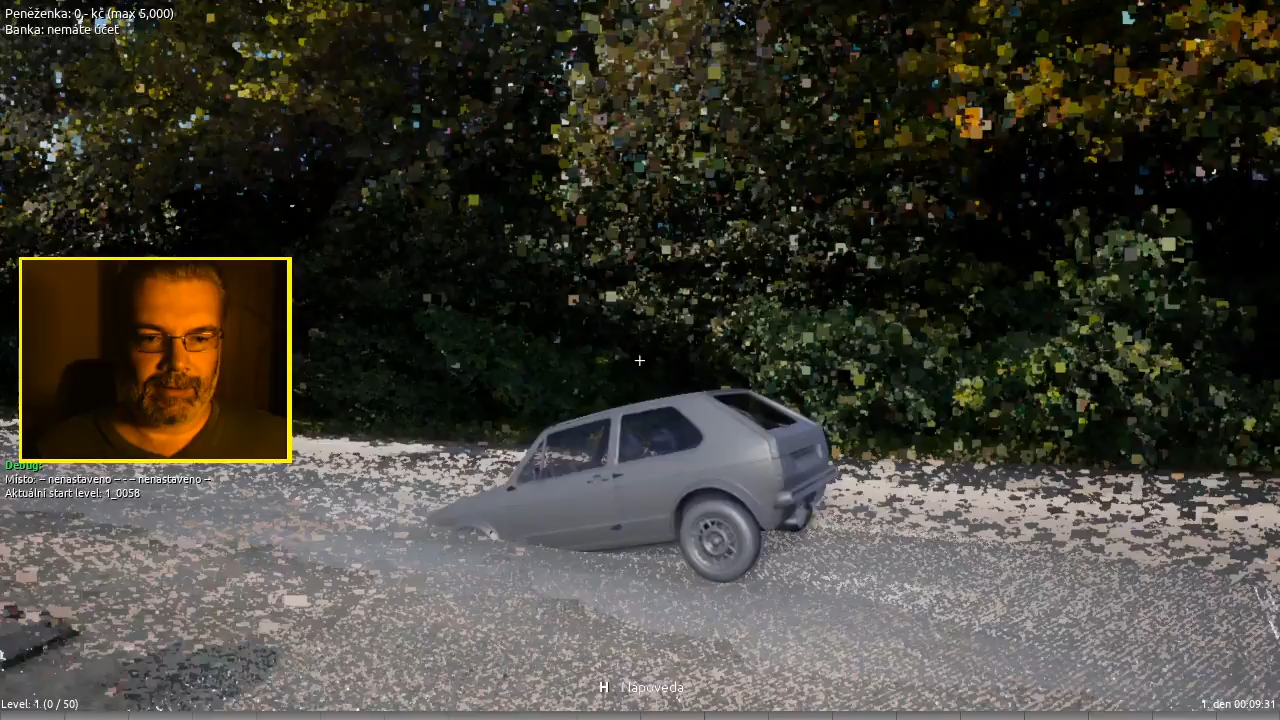 Peněženka: 0,- kč (max 5,000)
Banka: nemáte účet
Debug:
Místo: -- nenastaveno -- - -- nenastaveno --
Aktuální start level: 1_0058
H : Nápověda
Level: 1 (0 / 50)
1. den 00:09:31